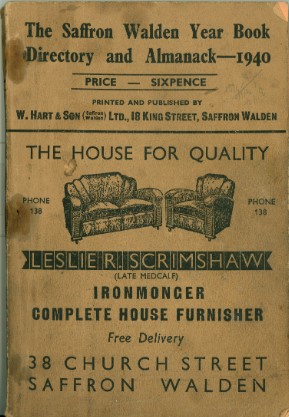 The Saffron Walden Year Book
Directory and Almanack—1940
PRICE — SIXPENCE
PRINTED AND PUBLISHED BY
W. HART & SON (Saffron Walden) LTD., 18 KING STREET, SAFFRON WALDEN
THE HOUSE FOR QUALITY
PHONE 138
PHONE 138
LESLIE R. SCRIMSHAW
(LATE MEDCALF)
IRONMONGER
COMPLETE HOUSE FURNISHER
Free Delivery
38 CHURCH STREET
SAFFRON WALDEN